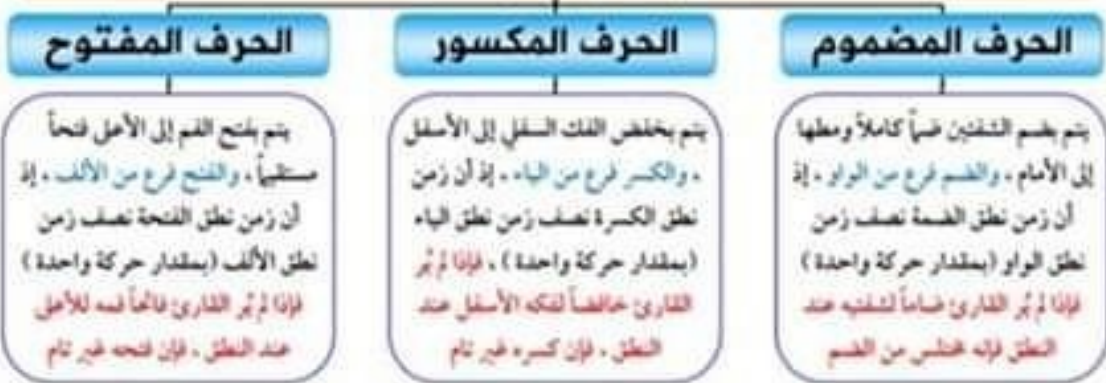 الحرف المضموم
يتم بضم الشفتين ضماً كاملاً ومطها
إلى الأمام ، والضم فرع من الواو ، إذ
أن زمن نطق الضمة نصف زمن
نطق الواو (بمقدار حركة واحدة)
فإذا لم يُر القارئ ضاماً لشفتيه عند
النطق فإنه مختلس من الضم
الحرف المكسور
يتم بخفض الفك السفلي إلى الأسفل
، والكسر فرع من الياء ، إذ أن زمن
نطق الكسرة نصف زمن نطق الياء
(بمقدار حركة واحدة) ، فإذا لم يُر
القارئ خافضاً لفكه الأسفل عند
النطق ، فإن كسره غير تام
الحرف المفتوح
يتم بفتح الفم إلى الأعلى فتحاً
مستقيماً ، والفتح فرع من الألف ، إذ
أن زمن نطق الفتحة نصف زمن
نطق الألف (بمقدار حركة واحدة)
فإذا لم يُر القارئ فاتحاً فمه للأعلى
عند النطق ، فإن فتحه غير تام